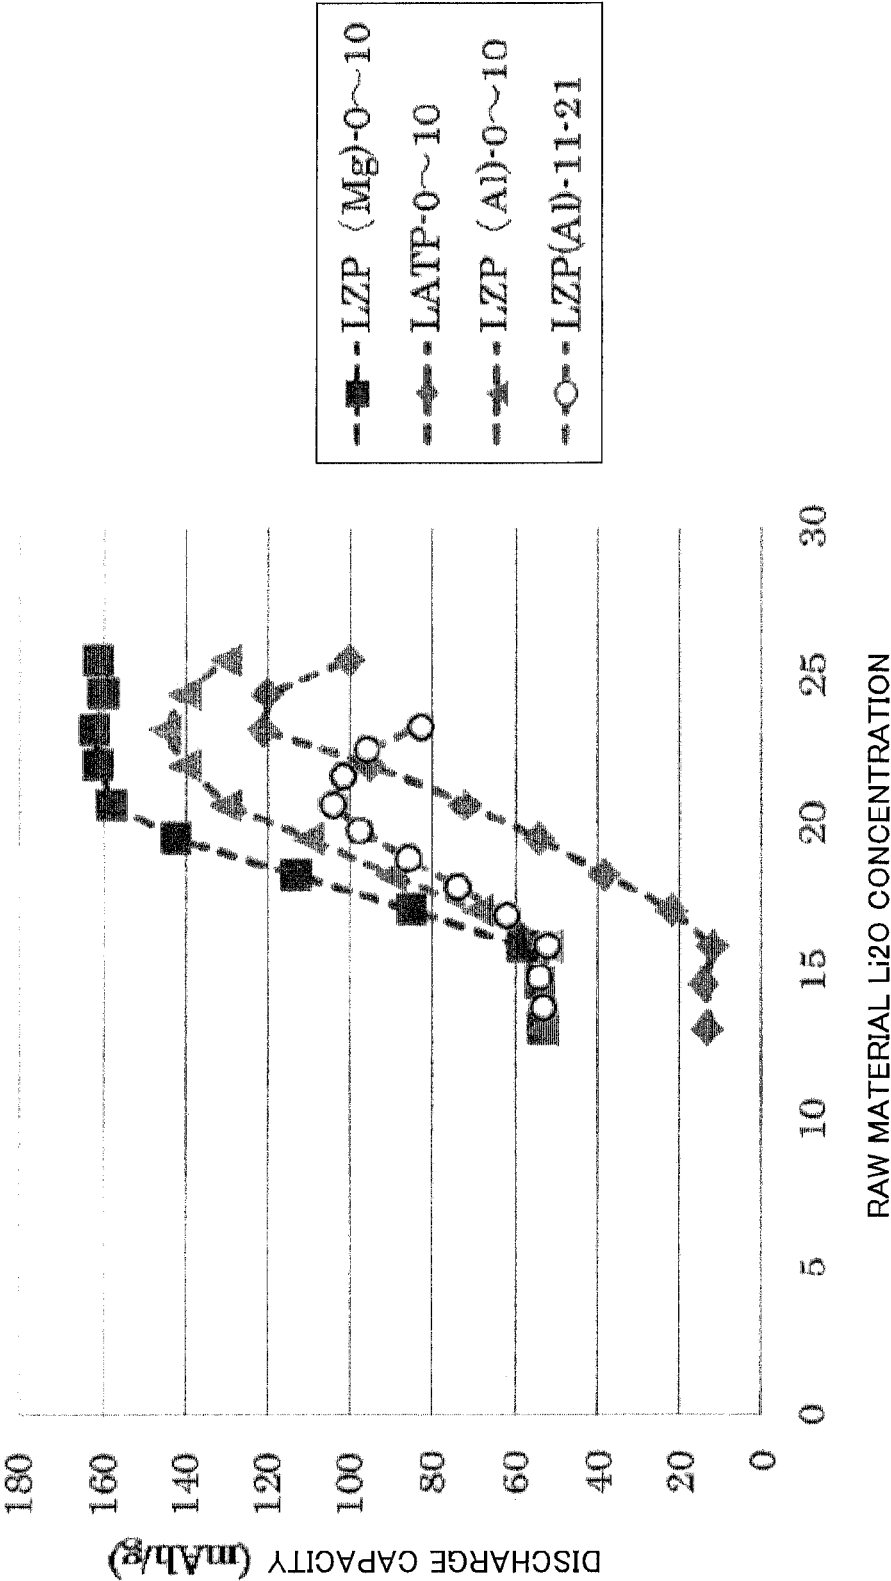 180
160
140
120
100
80
60
40
20
0
DISCHARGE CAPACITY (mAh/g)
0 5 10 15 20 25 30
RAW MATERIAL Li2O CONCENTRATION
LZP (Mg)-0～10
LATP-0～10
LZP (Al)-0～10
LZP(Al)-11-21